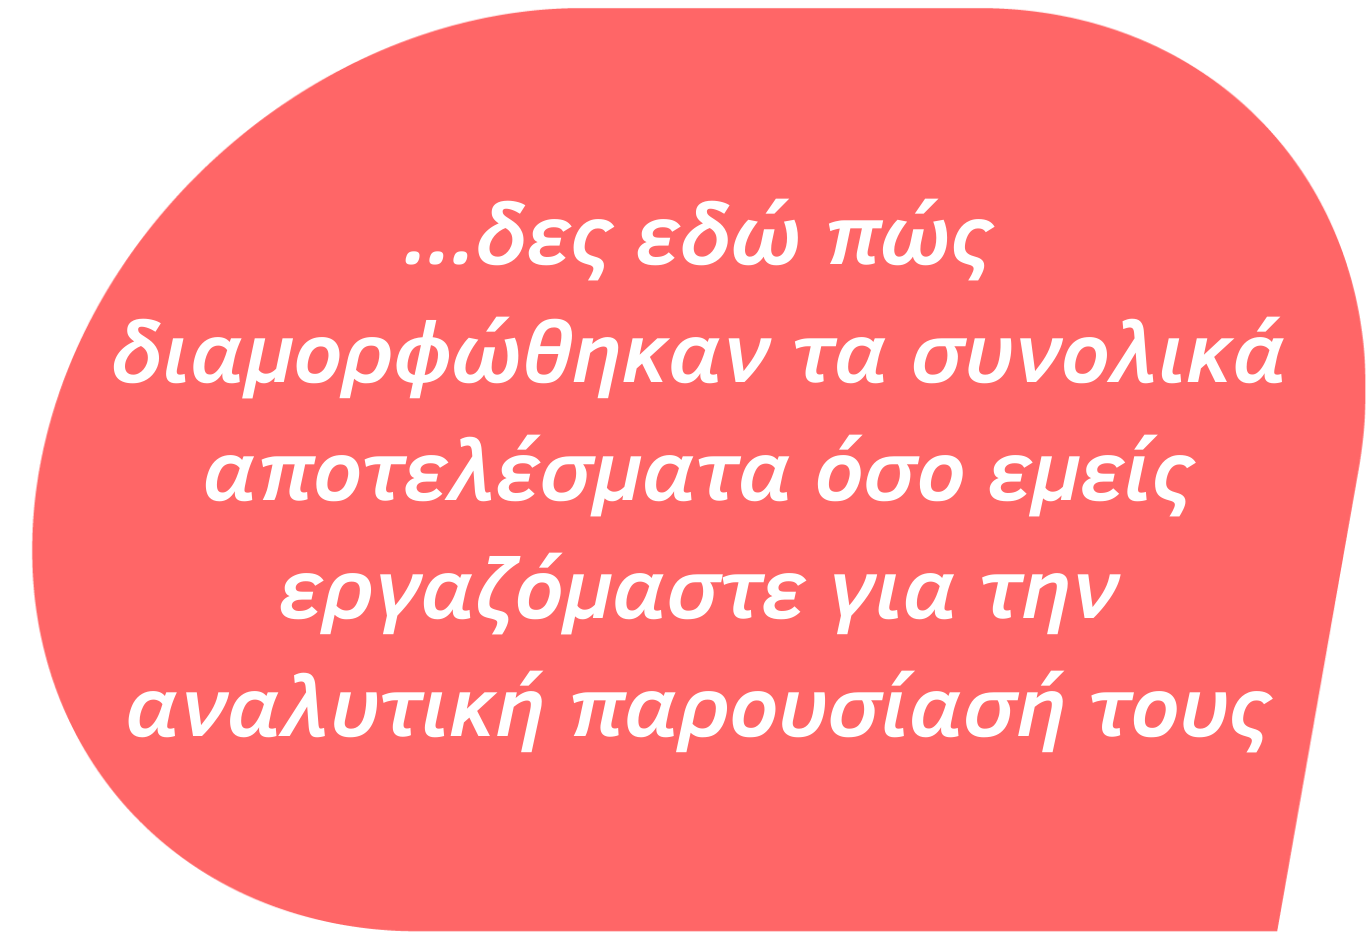 ...δες εδώ πώς
διαμορφώθηκαν τα συνολικά
αποτελέσματα όσο εμείς
εργαζόμαστε για την
αναλυτική παρουσίασή τους